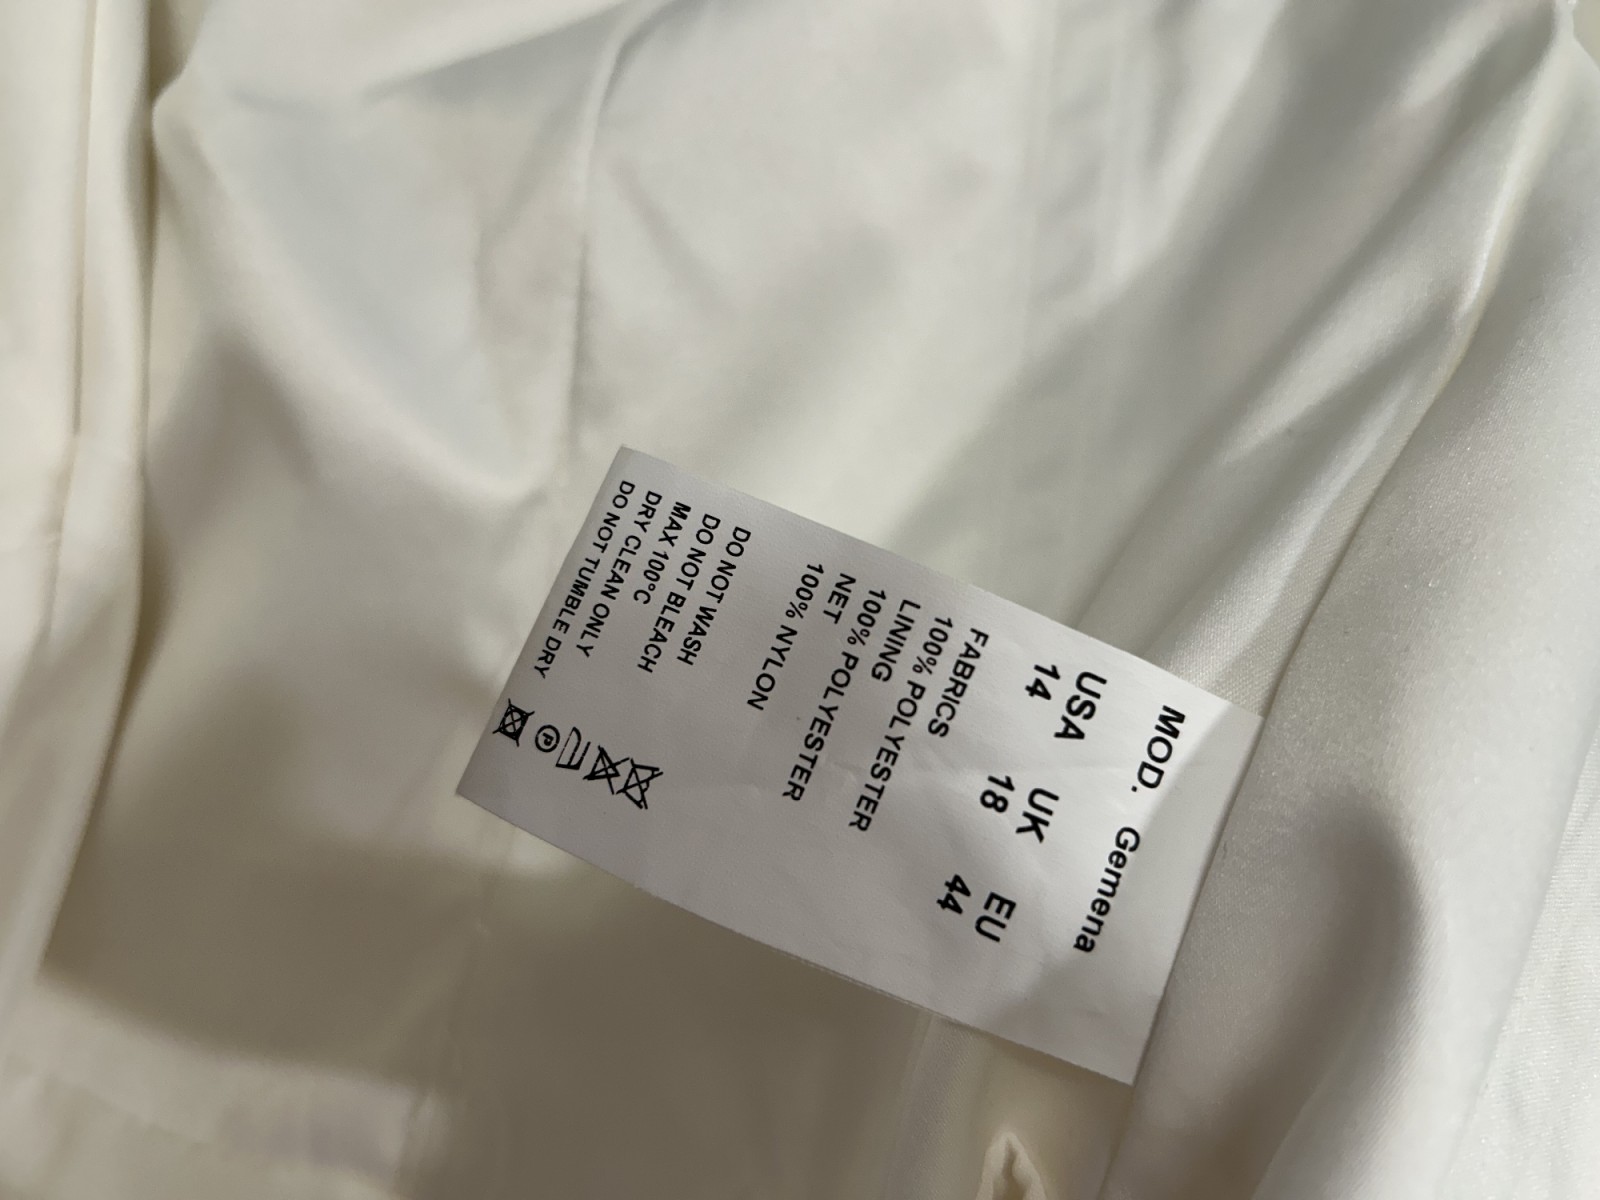 MOD. Gemena
USA UK EU
14 18 44
FABRICS
100% POLYESTER
LINING
100% POLYESTER
NET
100% NYLON
DO NOT WASH
DO NOT BLEACH
MAX 100°C
DRY CLEAN ONLY
DO NOT TUMBLE DRY
P